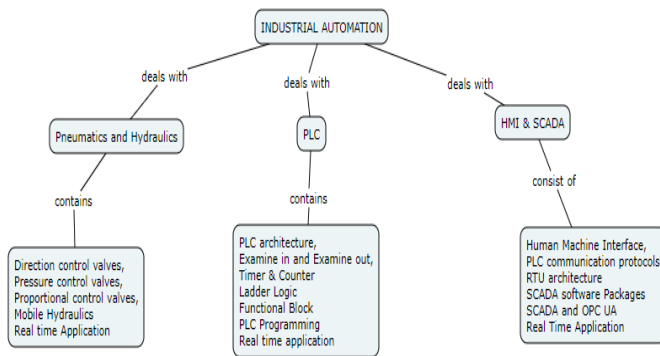 INDUSTRIAL AUTOMATION
deals with
deals with
deals with
Pneumatics and Hydraulics
PLC
HMI & SCADA
contains
contains
consist of
Direction control valves,
Pressure control valves,
Proportional control valves,
Mobile Hydraulics
Real time Application
PLC architecture,
Examine in and Examine out,
Timer & Counter
Ladder Logic
Functional Block
PLC Programming
Real time application
Human Machine Interface,
PLC communication protocols
RTU architecture
SCADA software Packages
SCADA and OPC UA
Real Time Application